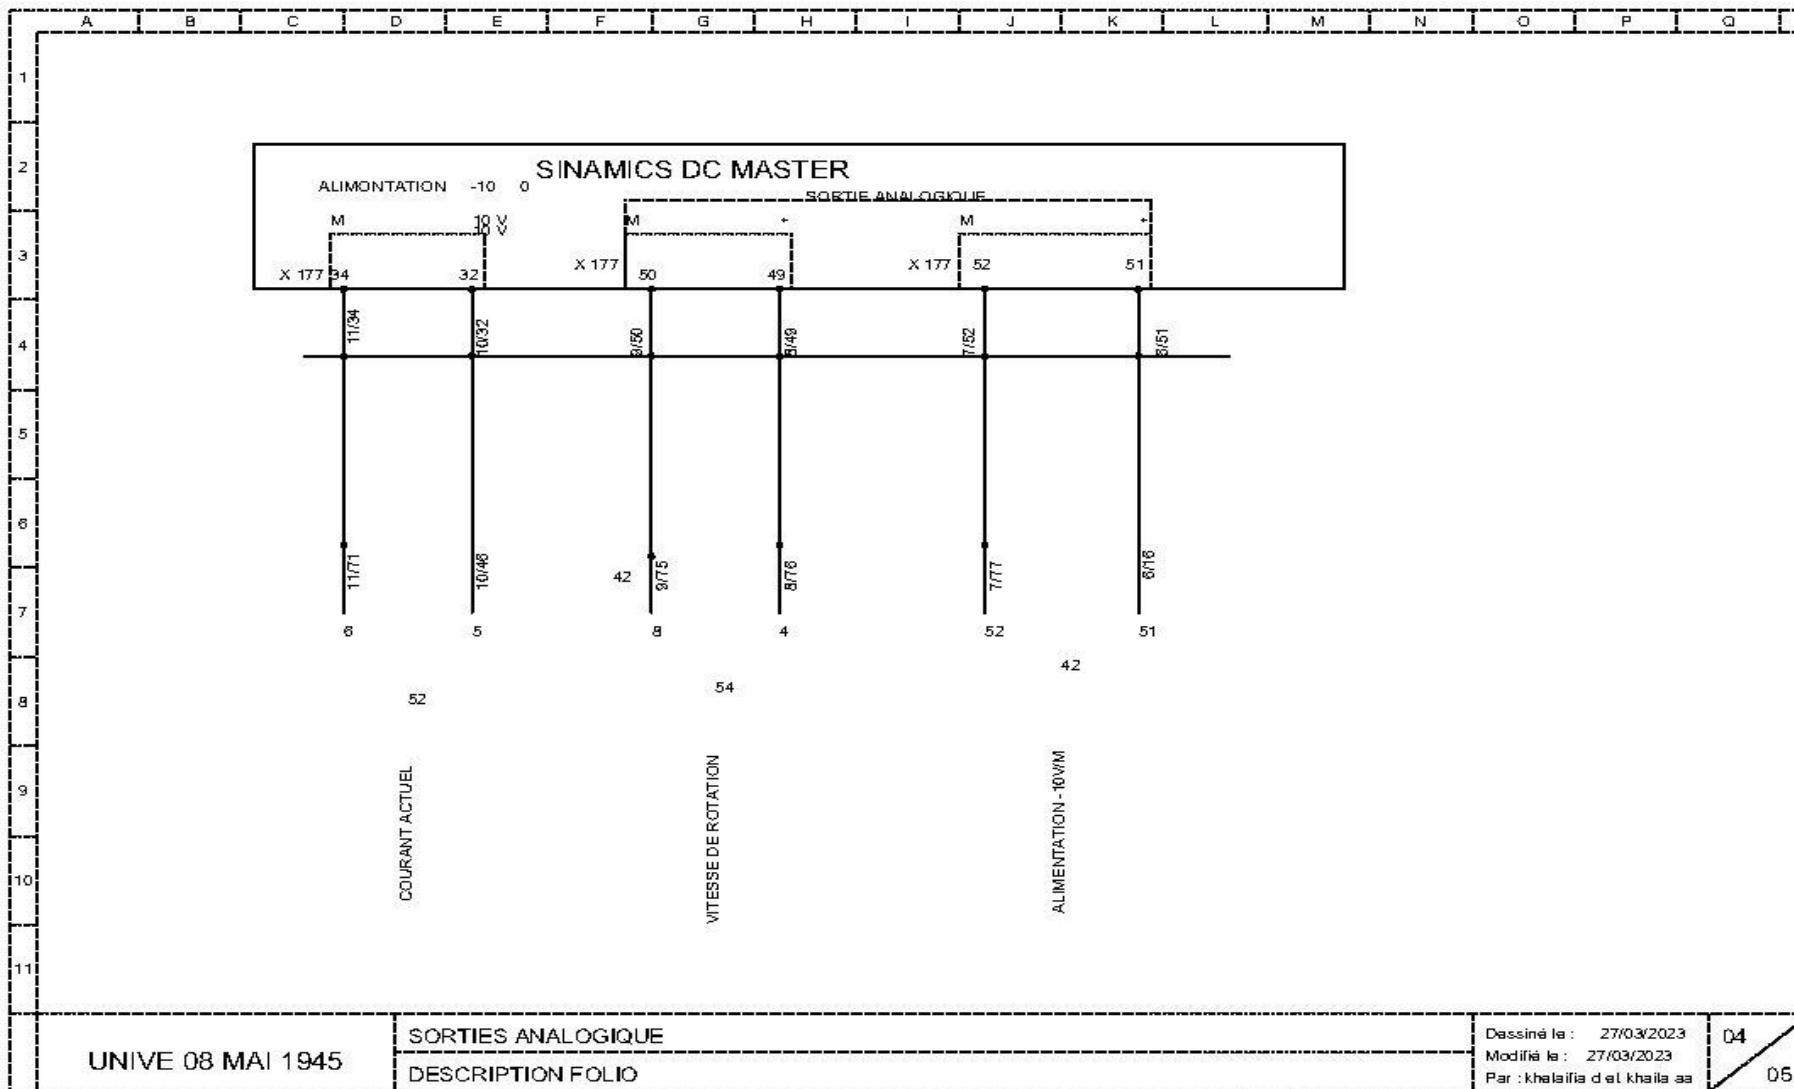 A B C D E F G H I J K L M N O P Q
1
2
3
4
5
6
7
8
9
10
11
SINAMICS DC MASTER
ALIMONTATION -10 0
SORTIE ANALOGIQUE
M 10 V M + M +
10 V
X 177 34 32 X 177 50 49 X 177 52 51
11/34 10/32 9/50 8/49 7/52 6/51
11/71 10/46 42 9/75 8/76 7/77 6/16
6 5 8 4 52 51
52 54 42
COURANT ACTUEL
VITESSE DE ROTATION
ALIMENTATION -10V/M
UNIVE 08 MAI 1945
SORTIES ANALOGIQUE
DESCRIPTION FOLIO
Dessiné le : 27/03/2023
Modifié le : 27/03/2023
Par : khelaifia d et khaila aa
04
05